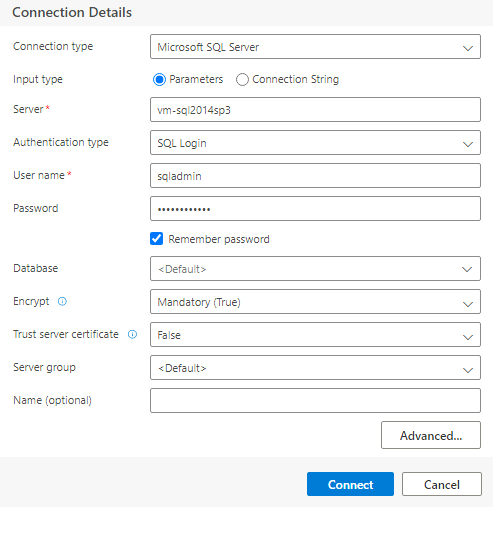 Connection Details
Connection type Microsoft SQL Server
Input type Parameters Connection String
Server* vm-sql2014sp3
Authentication type SQL Login
User name* sqladmin
Password ••••••••••••
Remember password
Database <Default>
Encrypt Mandatory (True)
Trust server certificate False
Server group <Default>
Name (optional)
Advanced...
Connect Cancel